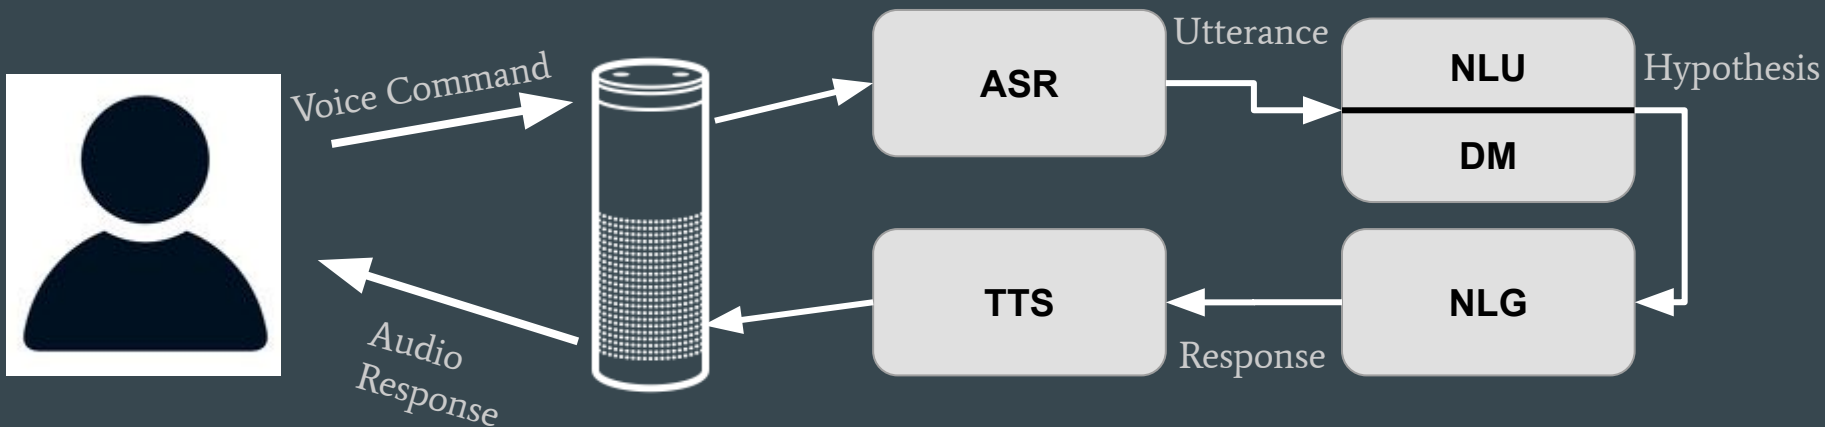 Voice Command
ASR
Utterance
NLU
DM
Hypothesis
NLG
Response
TTS
Audio
Response